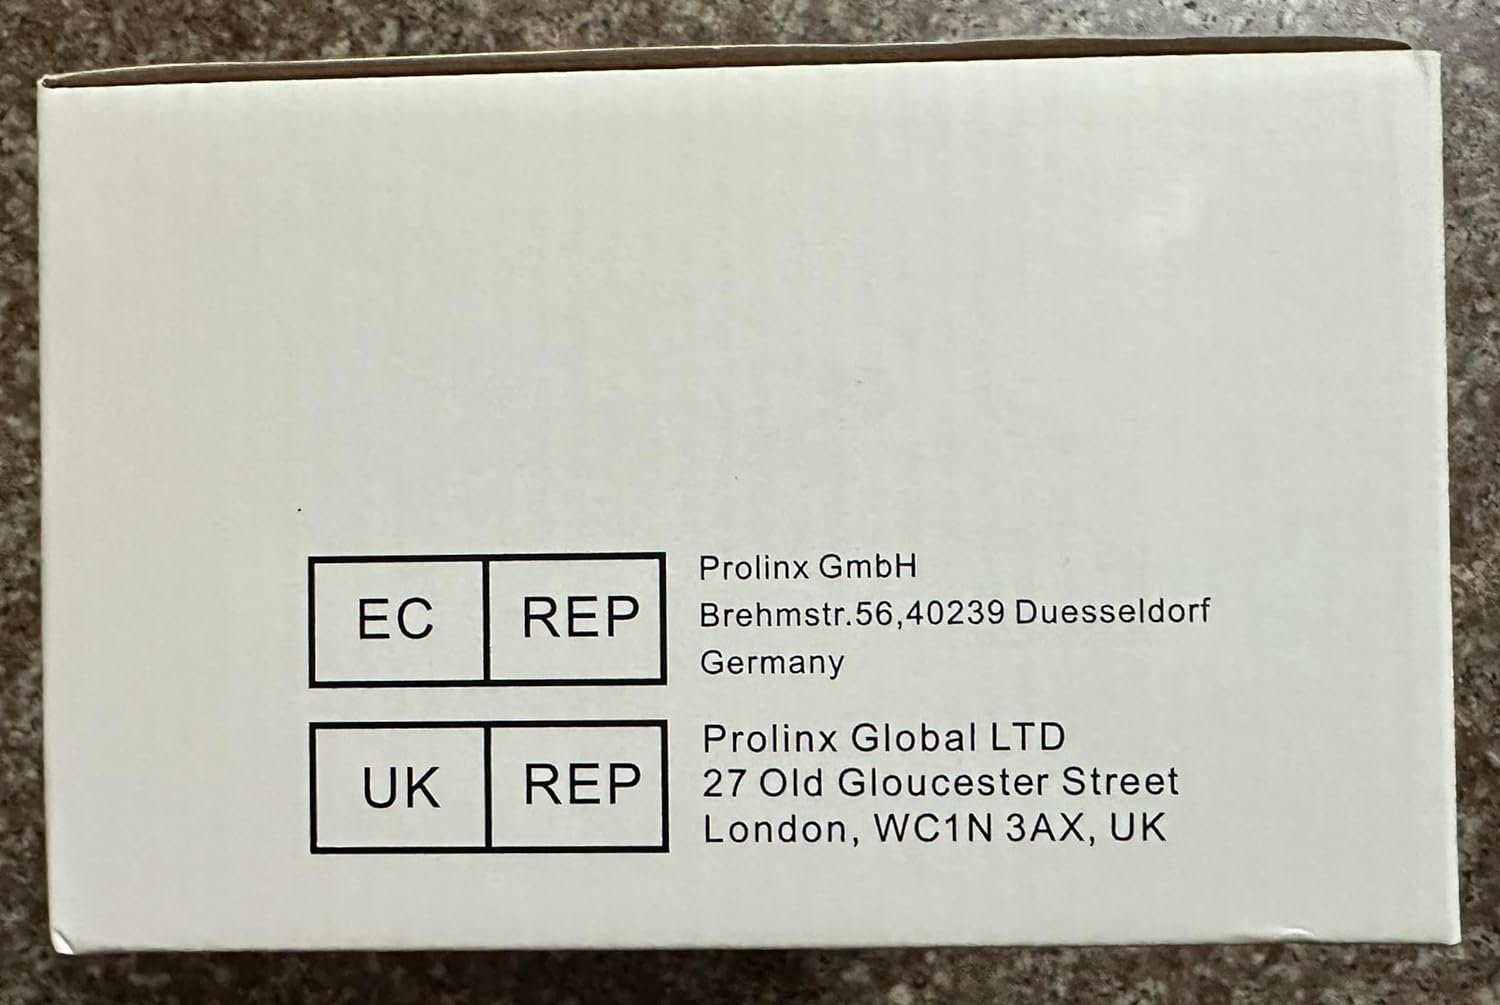 EC REP
Prolinx GmbH
Brehmstr.56,40239 Duesseldorf
Germany
UK REP
Prolinx Global LTD
27 Old Gloucester Street
London, WC1N 3AX, UK